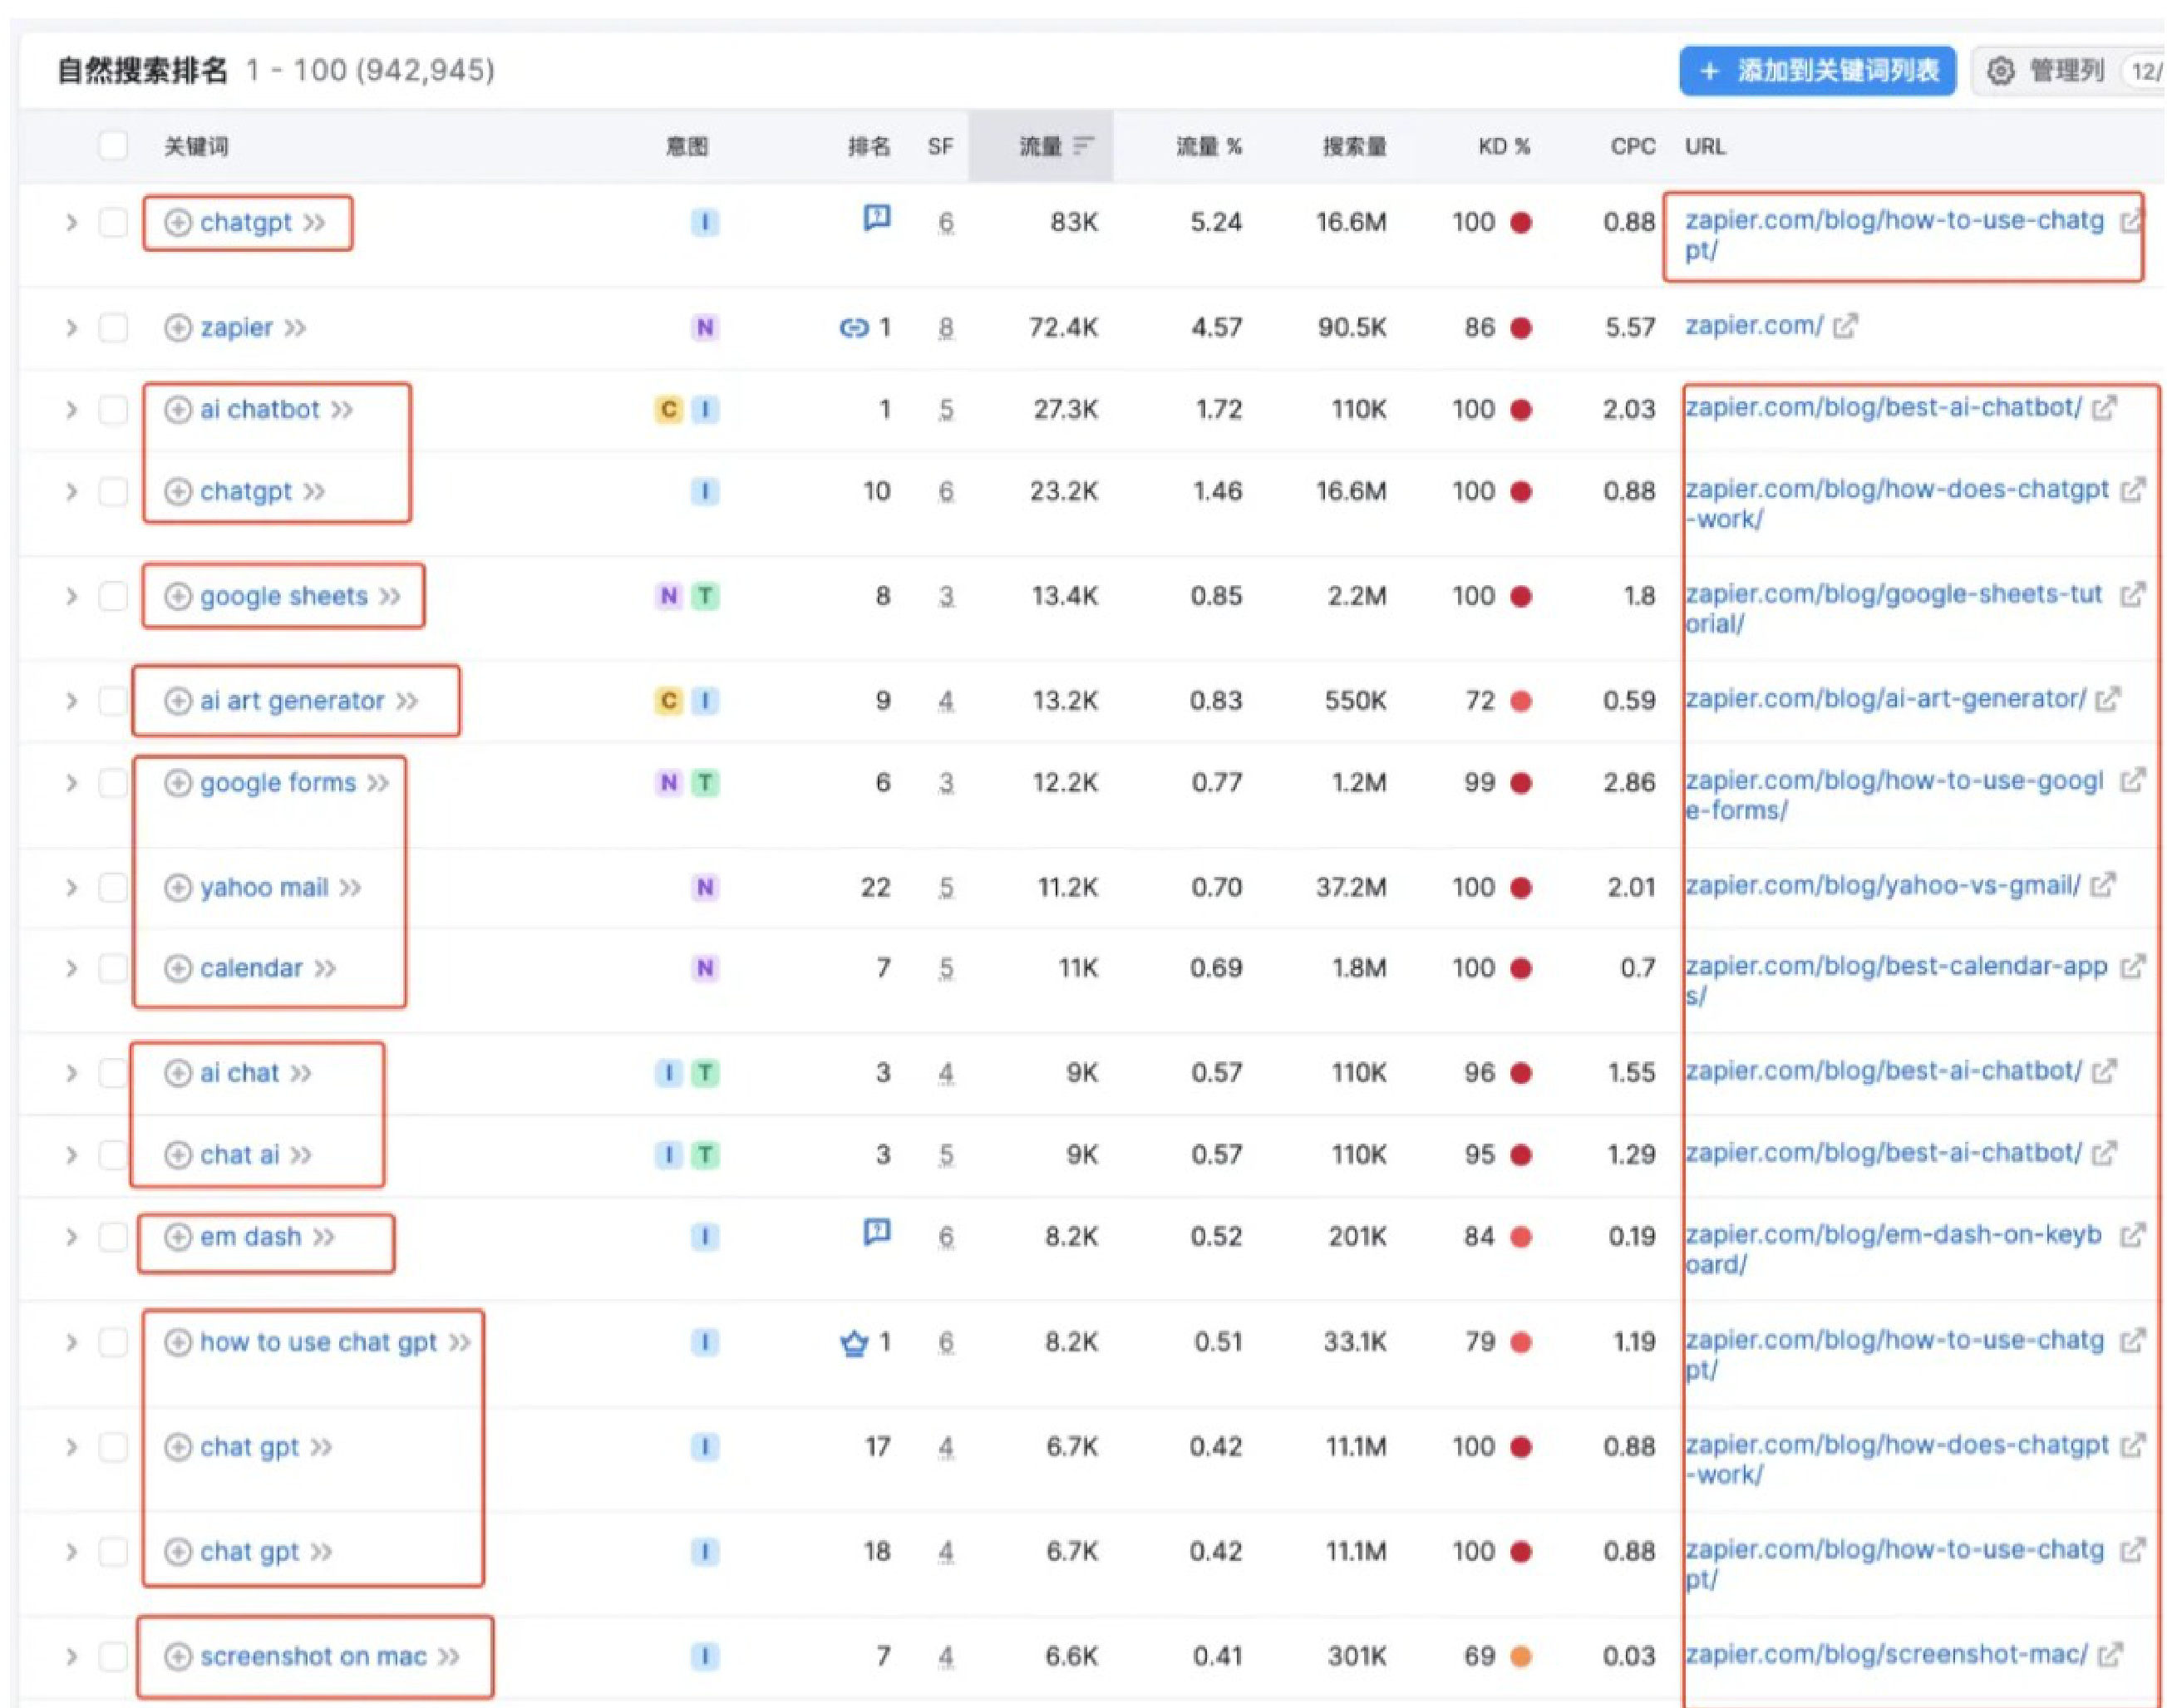 自然搜索排名 1 - 100 (942,945)
+ 添加到关键词列表
管理列 12/
关键词 意图 排名 SF 流量 流量 % 搜索量 KD % CPC URL
chatgpt I 6 83K 5.24 16.6M 100 0.88 zapier.com/blog/how-to-use-chatg
pt/
zapier N 1 8 72.4K 4.57 90.5K 86 5.57 zapier.com/
ai chatbot C I 1 5 27.3K 1.72 110K 100 2.03 zapier.com/blog/best-ai-chatbot/
chatgpt I 10 6 23.2K 1.46 16.6M 100 0.88 zapier.com/blog/how-does-chatgpt
-work/
google sheets N T 8 3 13.4K 0.85 2.2M 100 1.8 zapier.com/blog/google-sheets-tut
orial/
ai art generator C I 9 4 13.2K 0.83 550K 72 0.59 zapier.com/blog/ai-art-generator/
google forms N T 6 3 12.2K 0.77 1.2M 99 2.86 zapier.com/blog/how-to-use-googl
e-forms/
yahoo mail N 22 5 11.2K 0.70 37.2M 100 2.01 zapier.com/blog/yahoo-vs-gmail/
calendar N 7 5 11K 0.69 1.8M 100 0.7 zapier.com/blog/best-calendar-app
s/
ai chat I T 3 4 9K 0.57 110K 96 1.55 zapier.com/blog/best-ai-chatbot/
chat ai I T 3 5 9K 0.57 110K 95 1.29 zapier.com/blog/best-ai-chatbot/
em dash I 6 8.2K 0.52 201K 84 0.19 zapier.com/blog/em-dash-on-keyb
oard/
how to use chat gpt I 1 6 8.2K 0.51 33.1K 79 1.19 zapier.com/blog/how-to-use-chatg
pt/
chat gpt I 17 4 6.7K 0.42 11.1M 100 0.88 zapier.com/blog/how-does-chatgpt
-work/
chat gpt I 18 4 6.7K 0.42 11.1M 100 0.88 zapier.com/blog/how-to-use-chatg
pt/
screenshot on mac I 7 4 6.6K 0.41 301K 69 0.03 zapier.com/blog/screenshot-mac/